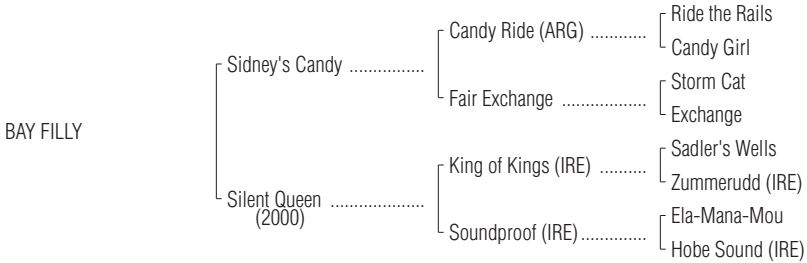 Ride the Rails
Candy Ride (ARG) ............
Candy Girl
Sidney's Candy ................
Storm Cat
Fair Exchange ..................
Exchange
BAY FILLY
Sadler's Wells
King of Kings (IRE) ..........
Zummerudd (IRE)
Silent Queen ....................
(2000)
Ela-Mana-Mou
Soundproof (IRE)..............
Hobe Sound (IRE)